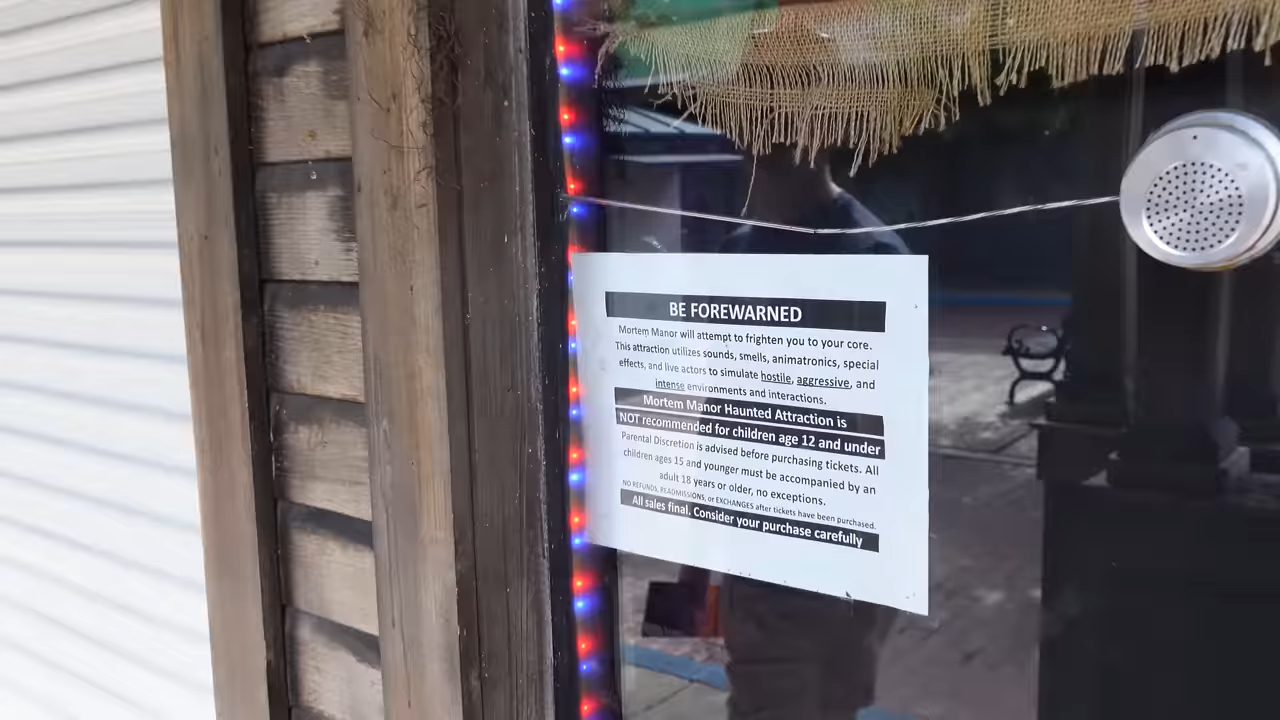 BE FOREWARNED
Mortem Manor will attempt to frighten you to your core.
This attraction utilizes sounds, smells, animatronics, special
effects, and live actors to simulate hostile, aggressive, and
intense environments and interactions.
Mortem Manor Haunted Attraction is
NOT recommended for children age 12 and under
Parental Discretion is advised before purchasing tickets. All
children ages 15 and younger must be accompanied by an
adult 18 years or older, no exceptions.
NO REFUNDS, READMISSIONS, or EXCHANGES after tickets have been purchased.
All sales final. Consider your purchase carefully